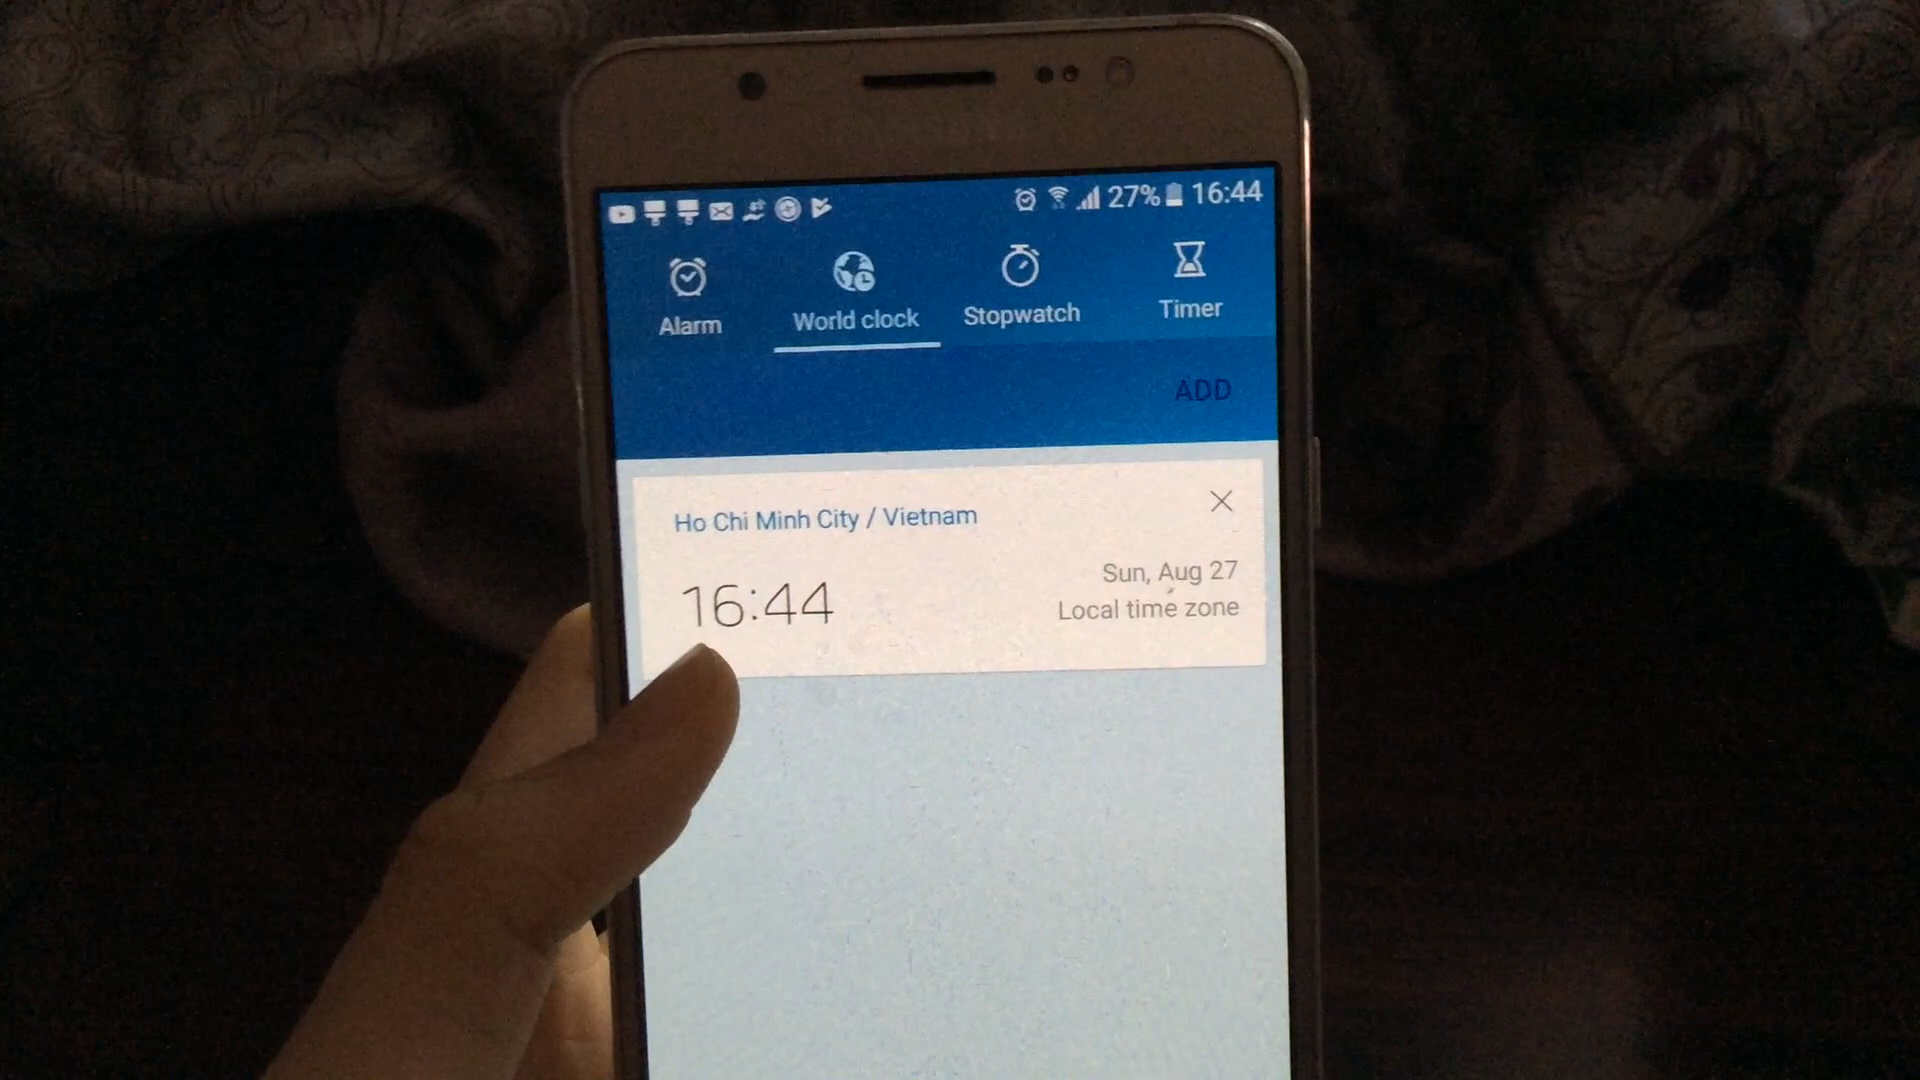 27% 16:44
Alarm World clock Stopwatch Timer
ADD
Ho Chi Minh City / Vietnam
16:44
Sun, Aug 27
Local time zone